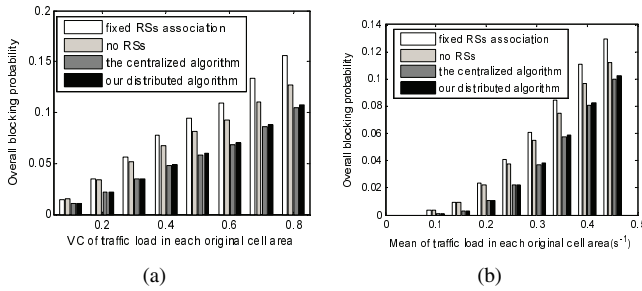 0.2
0.15
0.1
0.05
0
Overall blocking probability
fixed RSs association
no RSs
the centralized algorithm
our distributed algorithm
0.2
0.4
0.6
0.8
VC of traffic load in each original cell area
(a)
0.14
0.12
0.1
0.08
0.06
0.04
0.02
0
Overall blocking probability
fixed RSs association
no RSs
the centralized algorithm
our distributed algorithm
0
0.1
0.2
0.3
0.4
0.5
Mean of traffic load in each original cell area(s⁻¹)
(b)